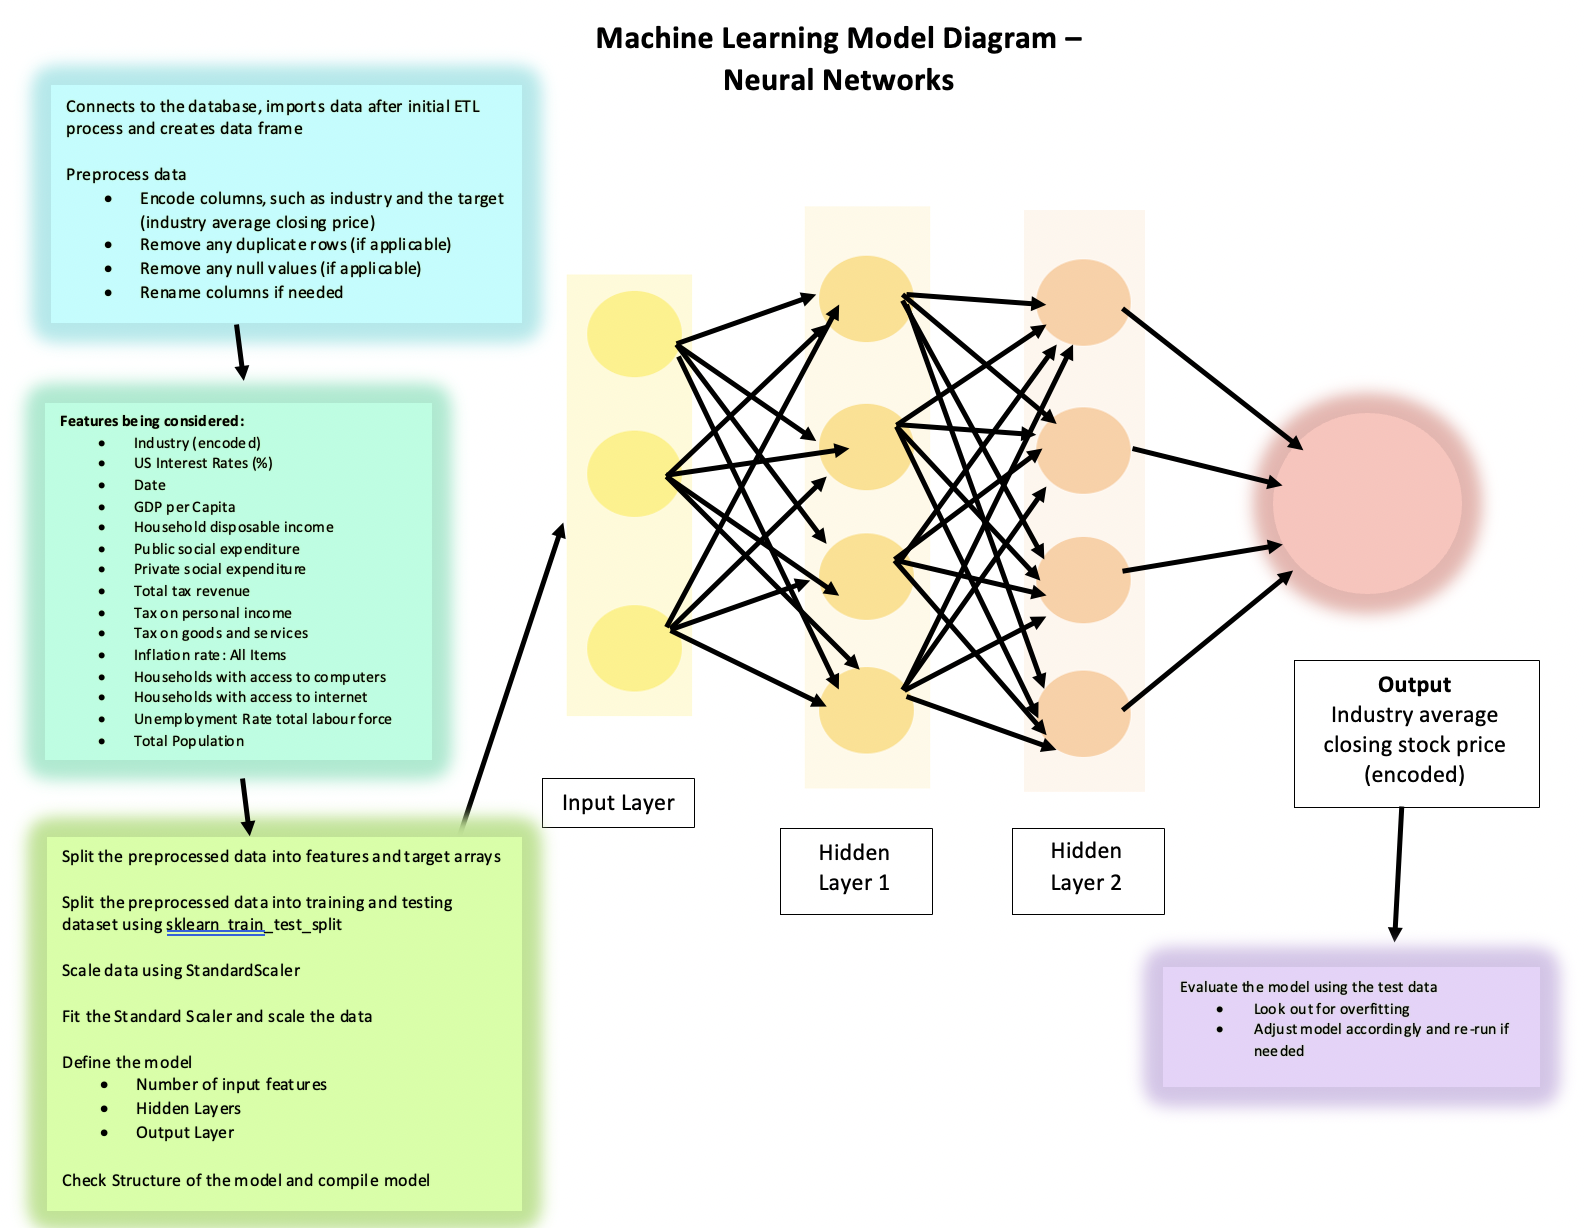 Machine Learning Model Diagram –
Neural Networks
Connects to the database, imports data after initial ETL
process and creates data frame
Preprocess data
• Encode columns, such as industry and the target
(industry average closing price)
• Remove any duplicate rows (if applicable)
• Remove any null values (if applicable)
• Rename columns if needed
Features being considered:
• Industry (encoded)
• US Interest Rates (%)
• Date
• GDP per Capita
• Household disposable income
• Public social expenditure
• Private social expenditure
• Total tax revenue
• Tax on personal income
• Tax on goods and services
• Inflation rate: All Items
• Households with access to computers
• Households with access to internet
• Unemployment Rate total labour force
• Total Population
Split the preprocessed data into features and target arrays
Split the preprocessed data into training and testing
dataset using sklearn train_test_split
Scale data using StandardScaler
Fit the Standard Scaler and scale the data
Define the model
• Number of input features
• Hidden Layers
• Output Layer
Check Structure of the model and compile model
Input Layer
Hidden
Layer 1
Hidden
Layer 2
Output
Industry average
closing stock price
(encoded)
Evaluate the model using the test data
• Look out for overfitting
• Adjust model accordingly and re-run if
needed